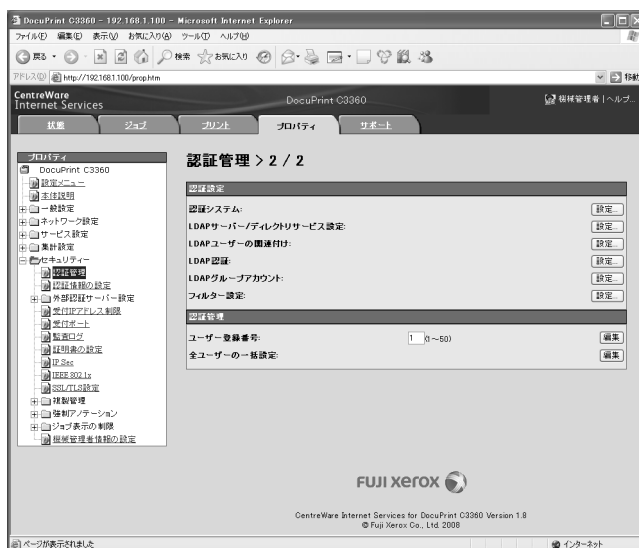 DocuPrint C3360 - 192.168.1.100 - Microsoft Internet Explorer
ファイル(F) 編集(E) 表示(V) お気に入り(A) ツール(T) ヘルプ(H)
戻る 検索 お気に入り
アドレス(D) http://192.168.1.100/prop.htm 移動
CentreWare
Internet Services
DocuPrint C3360
機械管理者 | ヘルプ...
状態 ジョブ プリント プロパティ サポート
プロパティ
DocuPrint C3360
設定メニュー
本体説明
一般設定
ネットワーク設定
サービス設定
集計設定
セキュリティー
認証管理
認証情報の設定
外部認証サーバー設定
受付IPアドレス制限
受付ポート
監査ログ
証明書の設定
IP Sec
IEEE 802.1x
SSL/TLS設定
複製管理
強制アノテーション
ジョブ表示の制限
機械管理者情報の設定
認証管理 > 2 / 2
認証設定
認証システム: 設定...
LDAPサーバー/ディレクトリサービス設定: 設定...
LDAPユーザーの関連付け: 設定...
LDAP認証: 設定...
LDAPグループアカウント: 設定...
フィルター設定: 設定...
認証管理
ユーザー登録番号: 1 (1～50) 編集
全ユーザーの一括設定: 編集
FUJI XEROX
CentreWare Internet Services for DocuPrint C3360 Version 1.8
© Fuji Xerox Co., Ltd. 2008
ページが表示されました インターネット